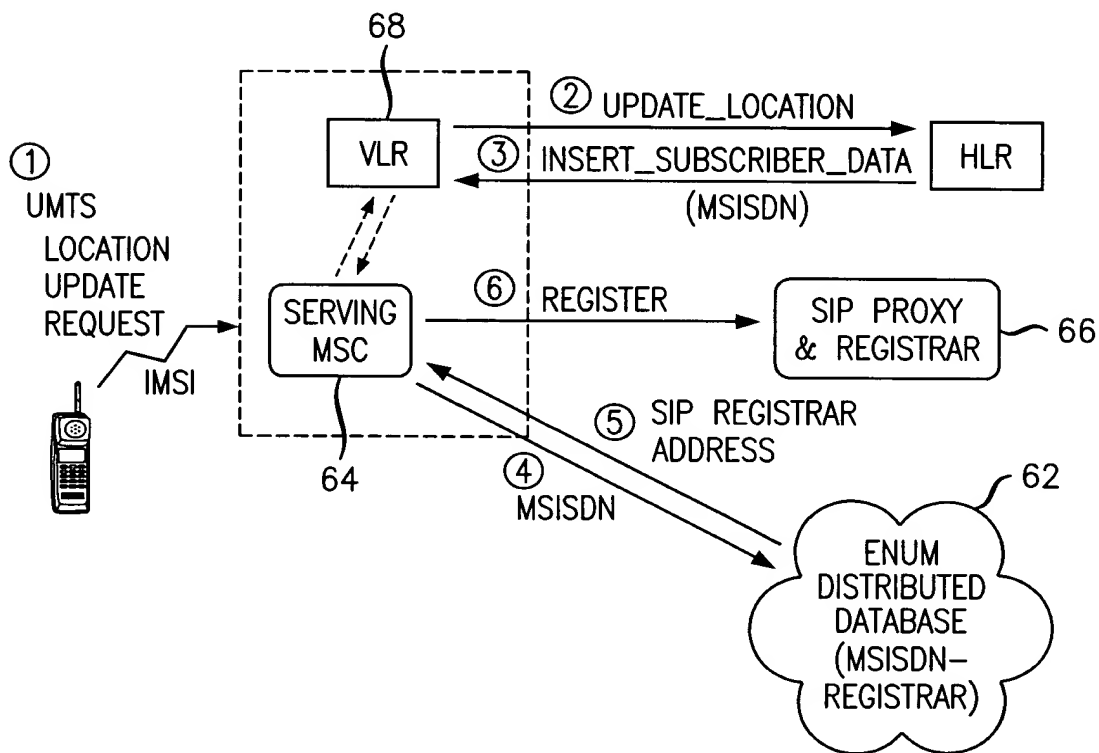 68
② UPDATE_LOCATION
VLR
③ INSERT_SUBSCRIBER_DATA
(MSISDN)
HLR
①
UMTS
LOCATION
UPDATE
REQUEST
IMSI
SERVING
MSC
64
⑥ REGISTER
SIP PROXY
& REGISTRAR
66
⑤ SIP REGISTRAR
ADDRESS
④
MSISDN
62
ENUM
DISTRIBUTED
DATABASE
(MSISDN-
REGISTRAR)